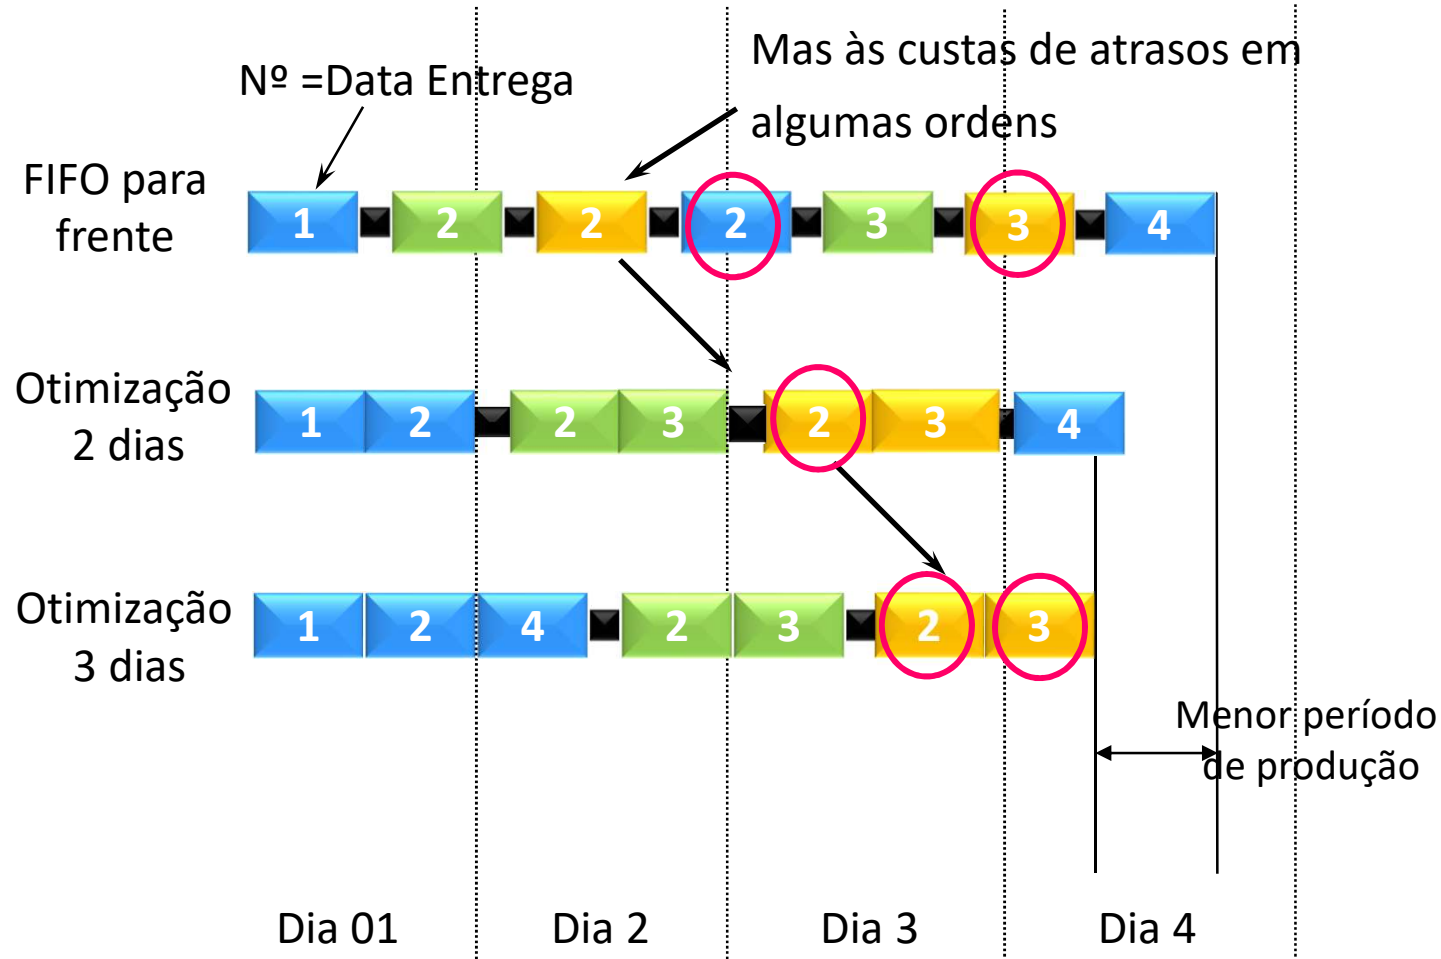 Mas às custas de atrasos em
algumas ordens
Nº =Data Entrega
FIFO para
frente
1 2 2 2 3 3 4
Otimização
2 dias
1 2 2 3 2 3 4
Otimização
3 dias
1 2 4 2 3 2 3
Menor período
de produção
Dia 01 Dia 2 Dia 3 Dia 4